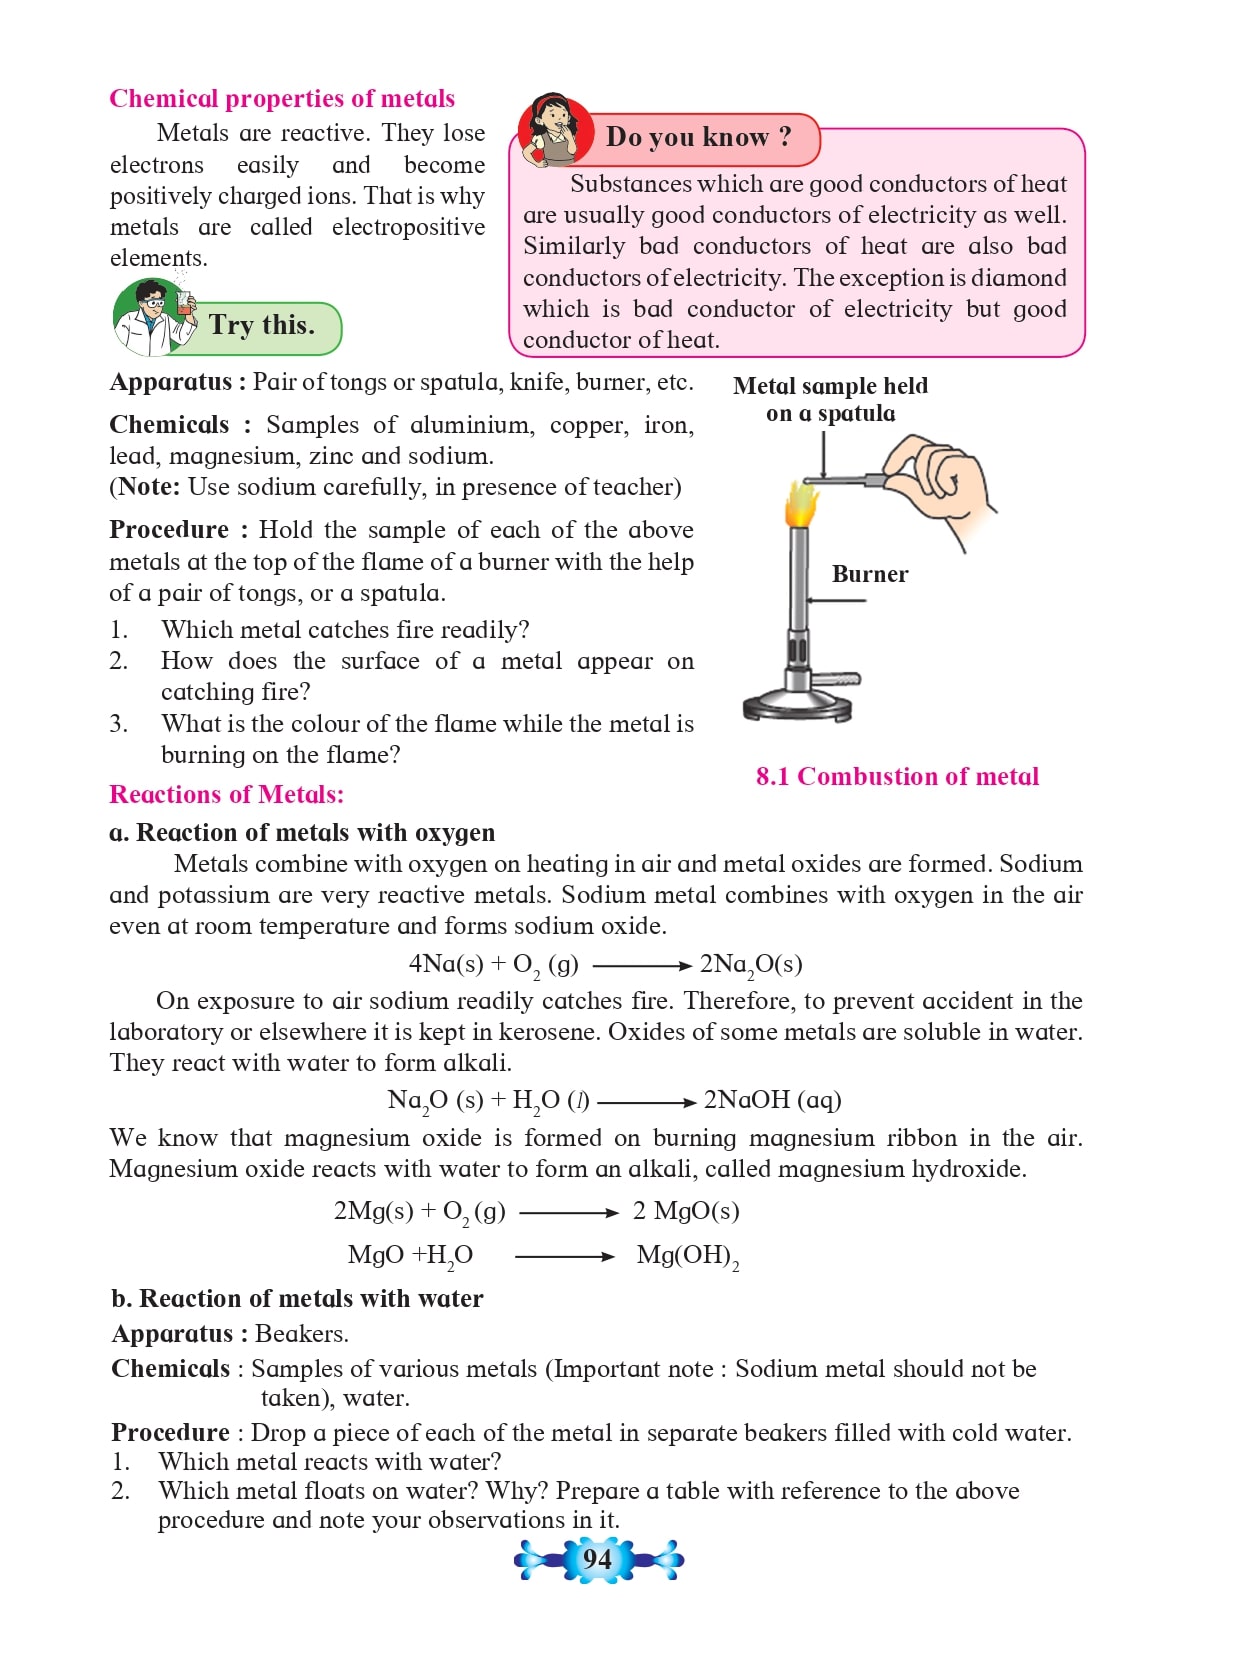 Chemical properties of metals
Metals are reactive. They lose
electrons easily and become
positively charged ions. That is why
metals are called electropositive
elements.
Do you know ?
Substances which are good conductors of heat
are usually good conductors of electricity as well.
Similarly bad conductors of heat are also bad
conductors of electricity. The exception is diamond
which is bad conductor of electricity but good
conductor of heat.
Try this.
Apparatus : Pair of tongs or spatula, knife, burner, etc.
Chemicals : Samples of aluminium, copper, iron,
lead, magnesium, zinc and sodium.
(Note: Use sodium carefully, in presence of teacher)
Procedure : Hold the sample of each of the above
metals at the top of the flame of a burner with the help
of a pair of tongs, or a spatula.
1. Which metal catches fire readily?
2. How does the surface of a metal appear on
catching fire?
3. What is the colour of the flame while the metal is
burning on the flame?
Metal sample held
on a spatula
Burner
8.1 Combustion of metal
Reactions of Metals:
a. Reaction of metals with oxygen
Metals combine with oxygen on heating in air and metal oxides are formed. Sodium
and potassium are very reactive metals. Sodium metal combines with oxygen in the air
even at room temperature and forms sodium oxide.
4Na(s) + O₂ (g) ⟶ 2Na₂O(s)
On exposure to air sodium readily catches fire. Therefore, to prevent accident in the
laboratory or elsewhere it is kept in kerosene. Oxides of some metals are soluble in water.
They react with water to form alkali.
Na₂O (s) + H₂O (l) ⟶ 2NaOH (aq)
We know that magnesium oxide is formed on burning magnesium ribbon in the air.
Magnesium oxide reacts with water to form an alkali, called magnesium hydroxide.
2Mg(s) + O₂ (g) ⟶ 2 MgO(s)
MgO +H₂O ⟶ Mg(OH)₂
b. Reaction of metals with water
Apparatus : Beakers.
Chemicals : Samples of various metals (Important note : Sodium metal should not be
taken), water.
Procedure : Drop a piece of each of the metal in separate beakers filled with cold water.
1. Which metal reacts with water?
2. Which metal floats on water? Why? Prepare a table with reference to the above
procedure and note your observations in it.
94